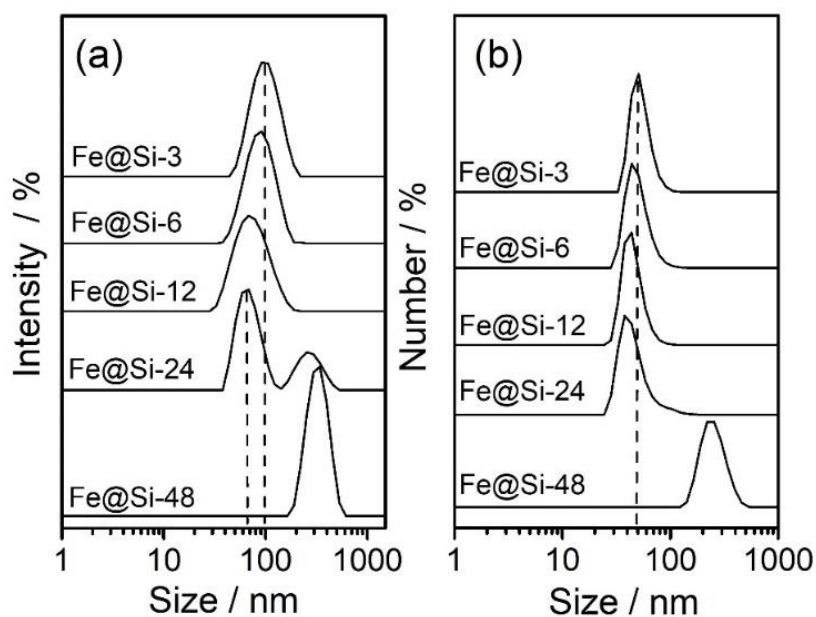 (a)
Fe@Si-3
Fe@Si-6
Fe@Si-12
Fe@Si-24
Fe@Si-48
Intensity / %
1 10 100 1000
Size / nm
(b)
Fe@Si-3
Fe@Si-6
Fe@Si-12
Fe@Si-24
Fe@Si-48
Number / %
1 10 100 1000
Size / nm